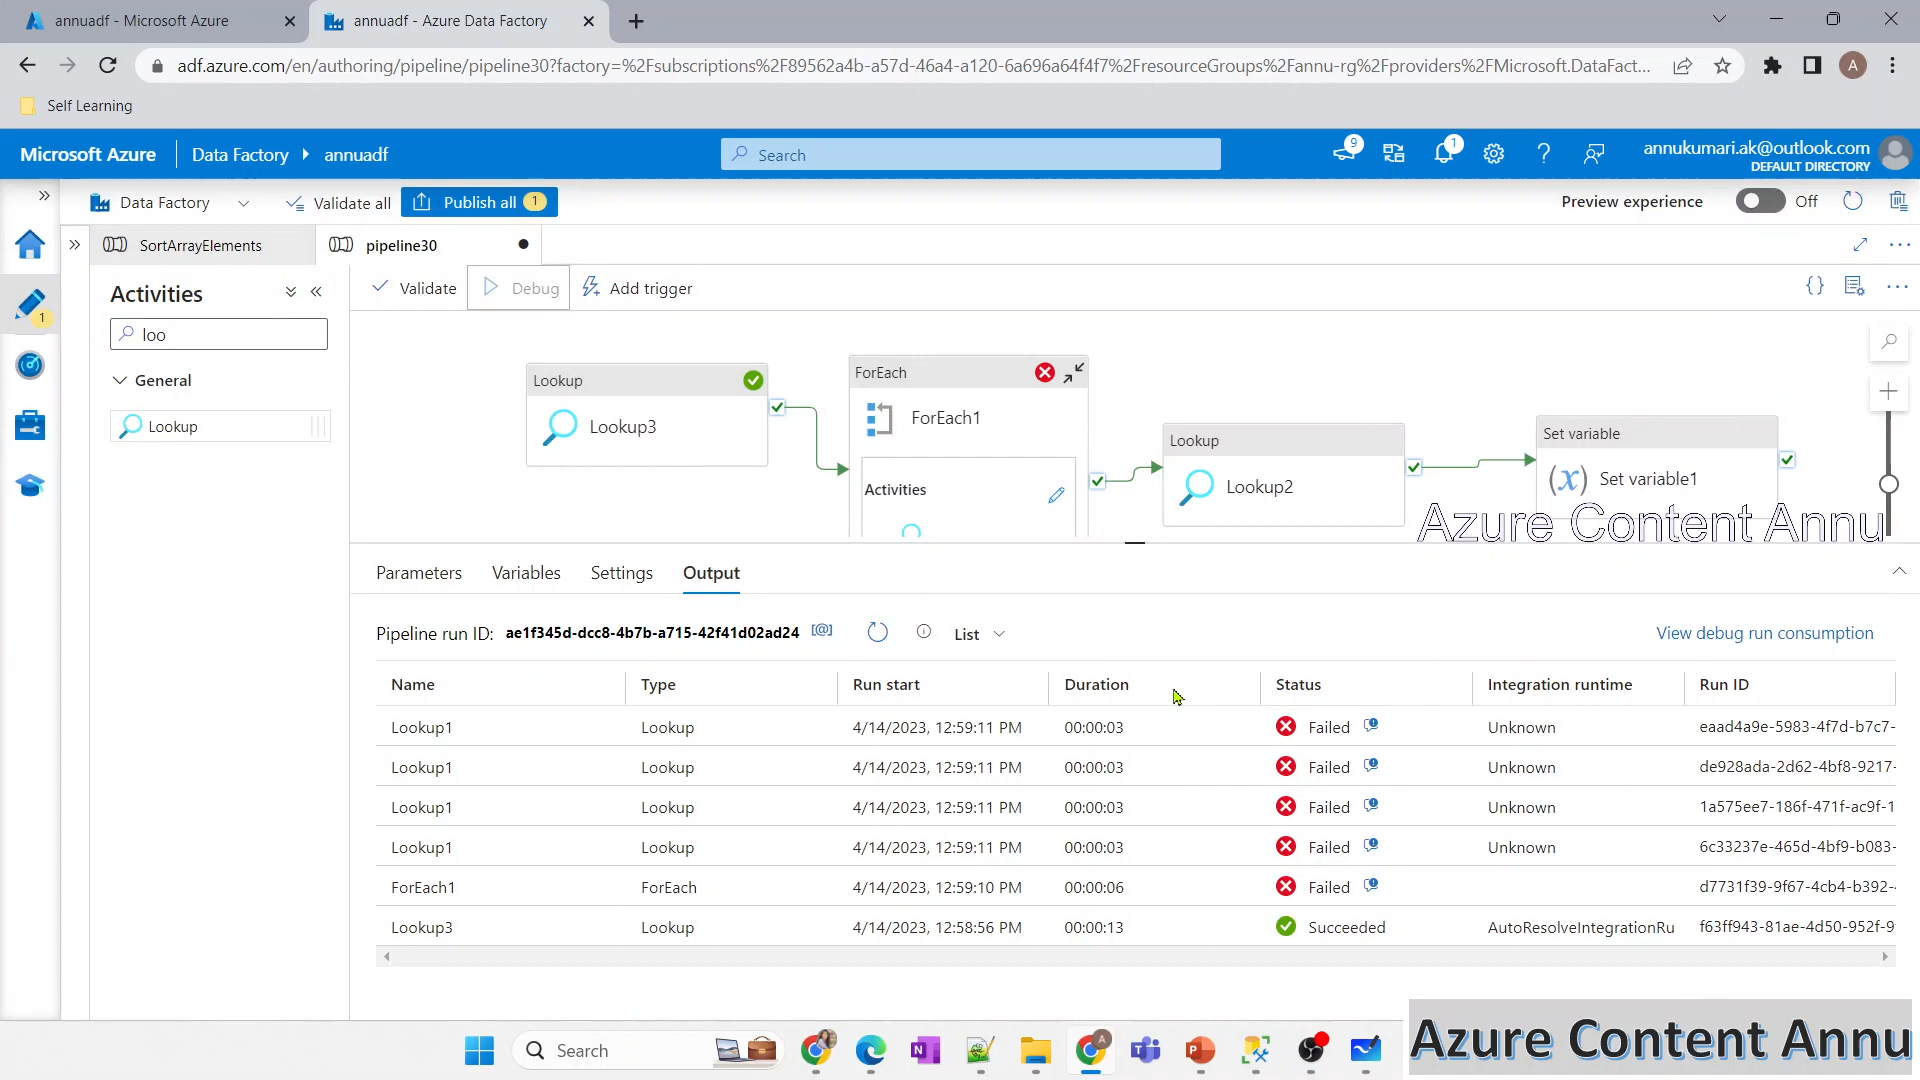 annuadf - Microsoft Azure
annuadf - Azure Data Factory
adf.azure.com/en/authoring/pipeline/pipeline30?factory=%2Fsubscriptions%2F89562a4b-a57d-46a4-a120-6a696a64f4f7%2FresourceGroups%2Fannu-rg%2Fproviders%2FMicrosoft.DataFact...
A
Self Learning
Microsoft Azure
Data Factory
annuadf
Search
9
1
annukumari.ak@outlook.com
DEFAULT DIRECTORY
Data Factory
Validate all
Publish all 1
Preview experience
Off
SortArrayElements
pipeline30
1
Activities
loo
General
Lookup
Validate
Debug
Add trigger
Lookup
Lookup3
ForEach
ForEach1
Activities
Lookup
Lookup2
Set variable
(x) Set variable1
Azure Content Annu
Parameters
Variables
Settings
Output
Pipeline run ID: ae1f345d-dcc8-4b7b-a715-42f41d02ad24
List
View debug run consumption
Name Type Run start Duration Status Integration runtime Run ID
Lookup1 Lookup 4/14/2023, 12:59:11 PM 00:00:03 Failed Unknown eaad4a9e-5983-4f7d-b7c7-
Lookup1 Lookup 4/14/2023, 12:59:11 PM 00:00:03 Failed Unknown de928ada-2d62-4bf8-9217-
Lookup1 Lookup 4/14/2023, 12:59:11 PM 00:00:03 Failed Unknown 1a575ee7-186f-471f-ac9f-1
Lookup1 Lookup 4/14/2023, 12:59:11 PM 00:00:03 Failed Unknown 6c33237e-465d-4bf9-b083-
ForEach1 ForEach 4/14/2023, 12:59:10 PM 00:00:06 Failed d7731f39-9f67-4cb4-b392-
Lookup3 Lookup 4/14/2023, 12:58:56 PM 00:00:13 Succeeded AutoResolveIntegrationRu f63ff943-81ae-4d50-952f-9
Search
Azure Content Annu